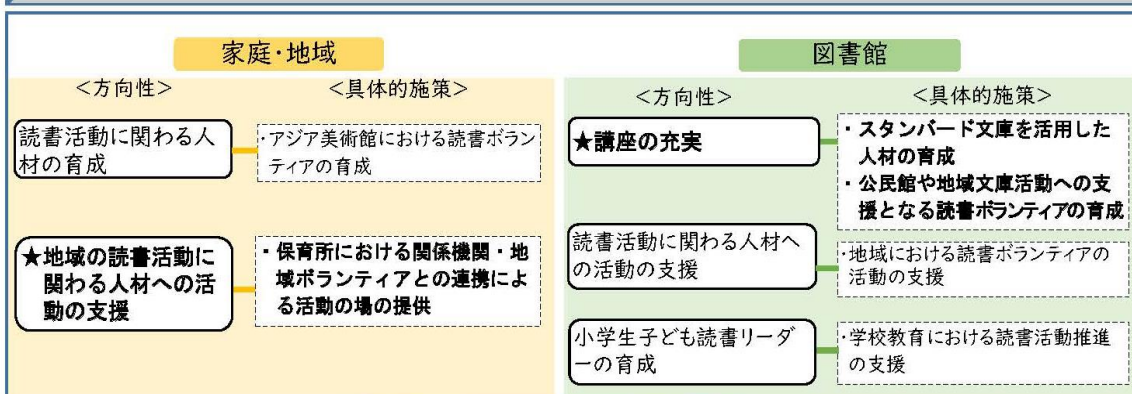 家庭・地域
<方向性>
<具体的施策>
読書活動に関わる人
材の育成
・アジア美術館における読書ボラン
ティアの育成
★地域の読書活動に
関わる人材への活
動の支援
・保育所における関係機関・地
域ボランティアとの連携によ
る活動の場の提供
図書館
<方向性>
<具体的施策>
★講座の充実
・スタンバード文庫を活用した
人材の育成
・公民館や地域文庫活動への支
援となる読書ボランティアの育成
読書活動に関わる人材へ
の活動の支援
・地域における読書ボランティアの
活動の支援
小学生子ども読書リーダ
ーの育成
・学校教育における読書活動推進
の支援